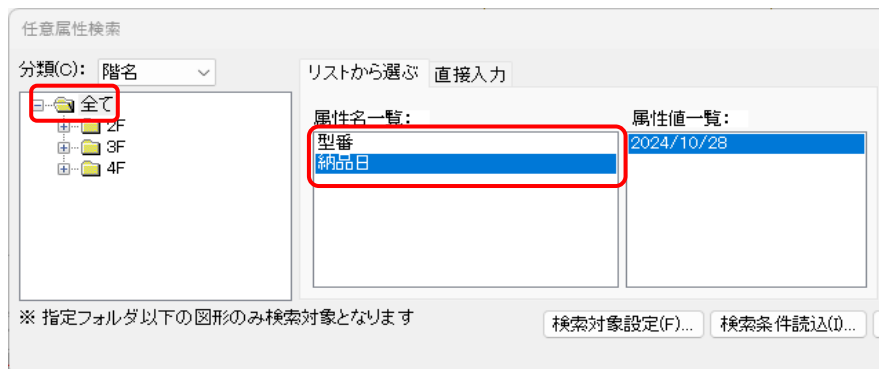 任意属性検索
分類(C): 階名
リストから選ぶ 直接入力
全て
2F
3F
4F
属性名一覧:
型番
納品日
属性値一覧:
2024/10/28
※ 指定フォルダ以下の図形のみ検索対象となります
検索対象設定(F)... 検索条件読込(I)...